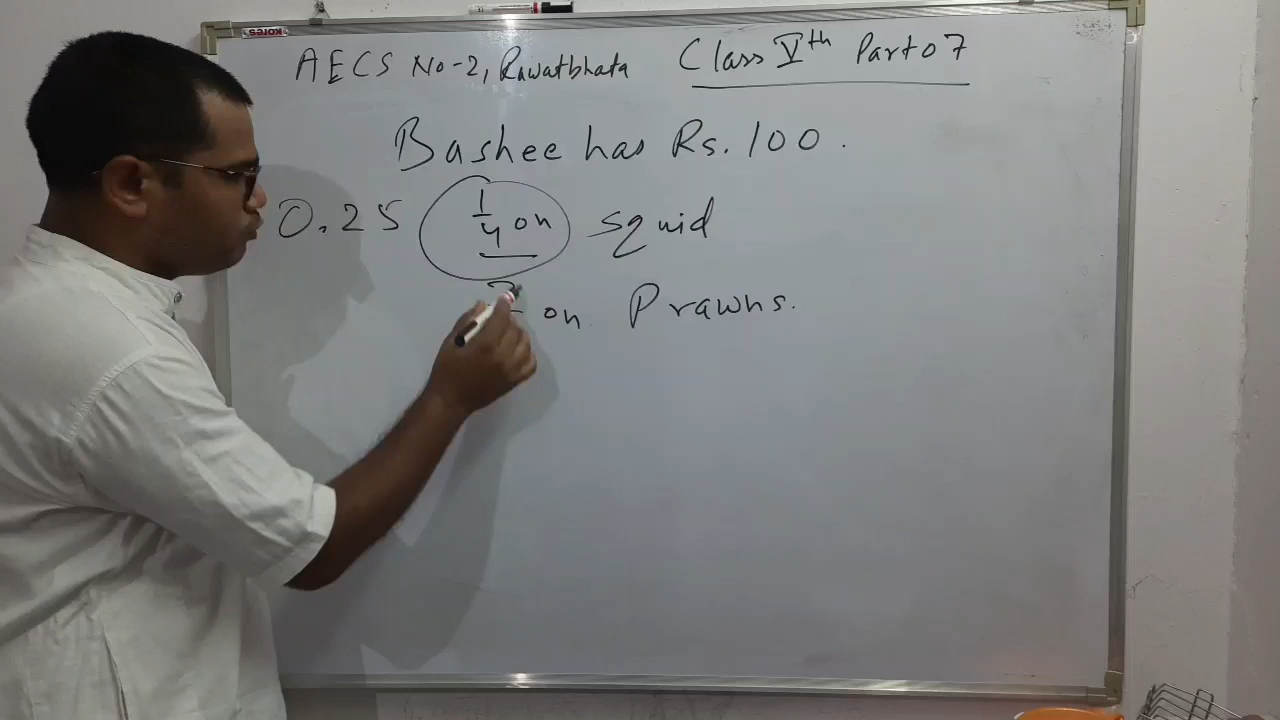 Kores
AECS No-2, Rawatbhata Class Vth Part 07
Bashee has Rs. 100.
0.25 1/4 on squid
on Prawns.